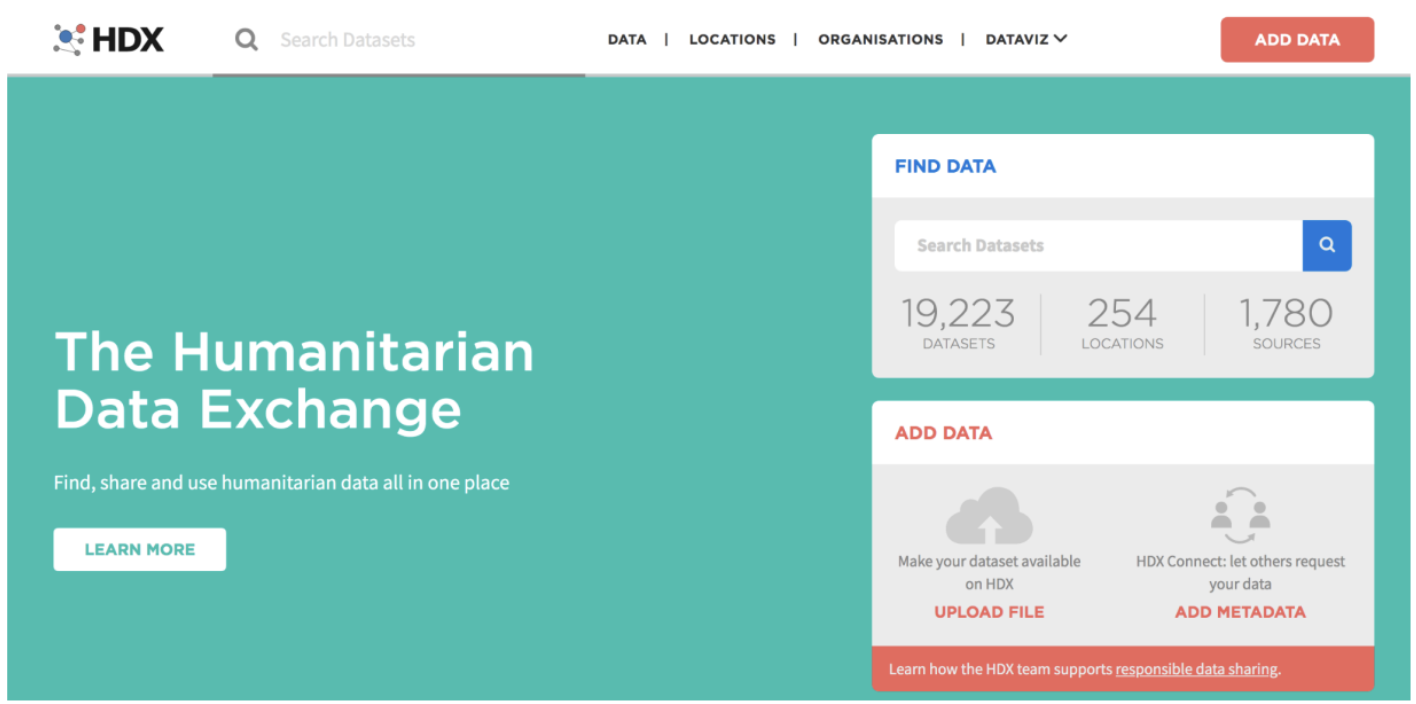 HDX
Search Datasets
DATA | LOCATIONS | ORGANISATIONS | DATAVIZ
ADD DATA
The Humanitarian
Data Exchange
Find, share and use humanitarian data all in one place
LEARN MORE
FIND DATA
Search Datasets
19,223 254 1,780
DATASETS LOCATIONS SOURCES
ADD DATA
Make your dataset available
on HDX
UPLOAD FILE
HDX Connect: let others request
your data
ADD METADATA
Learn how the HDX team supports responsible data sharing.